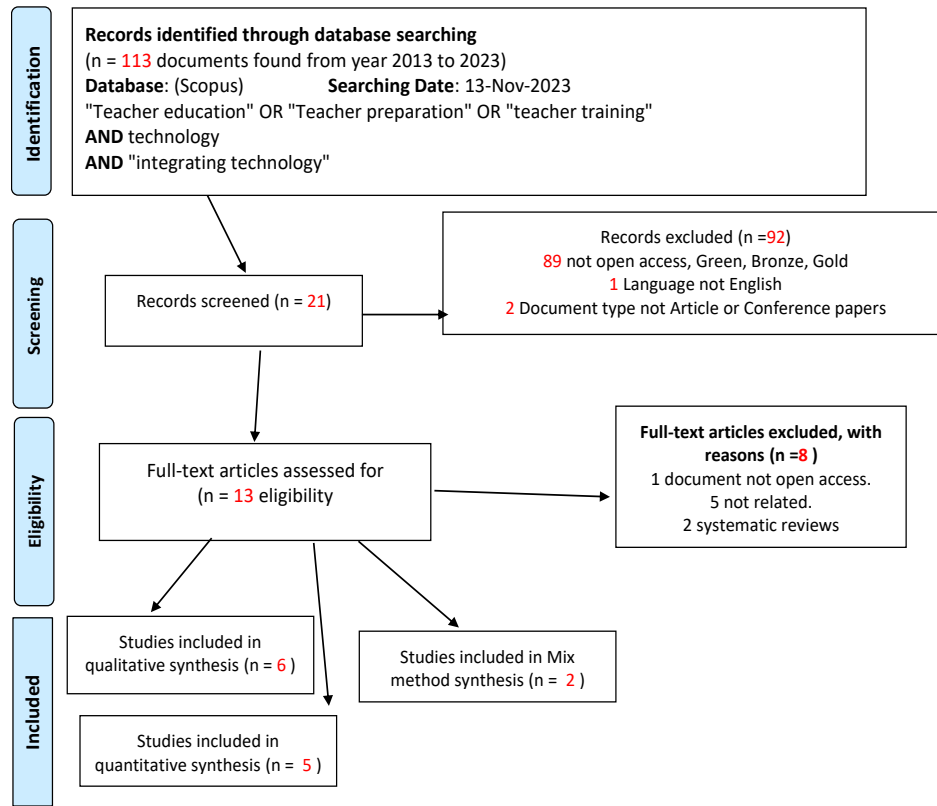 Identification
Records identified through database searching
(n = 113 documents found from year 2013 to 2023)
Database: (Scopus) Searching Date: 13-Nov-2023
"Teacher education" OR "Teacher preparation" OR "teacher training"
AND technology
AND "integrating technology"
Screening
Records screened (n = 21)
Records excluded (n =92)
89 not open access, Green, Bronze, Gold
1 Language not English
2 Document type not Article or Conference papers
Eligibility
Full-text articles assessed for
(n = 13 eligibility
Full-text articles excluded, with
reasons (n =8 )
1 document not open access.
5 not related.
2 systematic reviews
Included
Studies included in
qualitative synthesis (n = 6 )
Studies included in Mix
method synthesis (n = 2 )
Studies included in
quantitative synthesis (n = 5 )